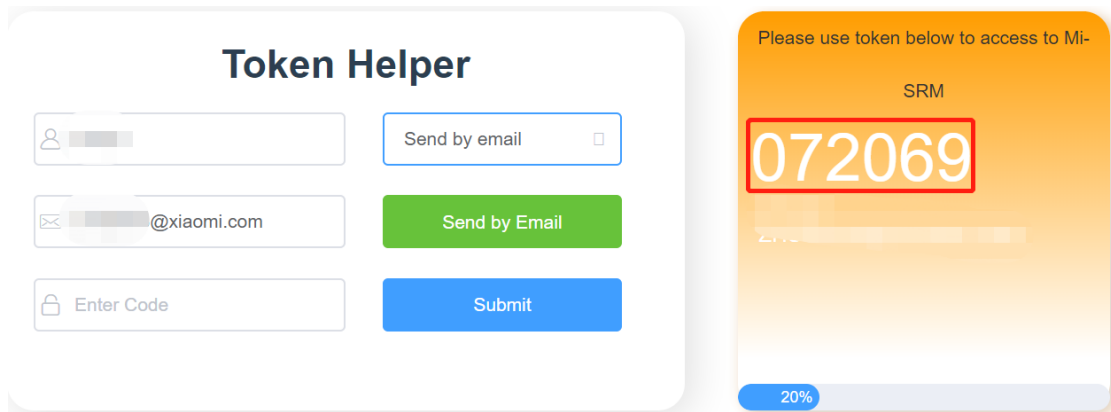 Token Helper
Send by email
@xiaomi.com
Send by Email
Enter Code
Submit
Please use token below to access to Mi-
SRM
072069
20%